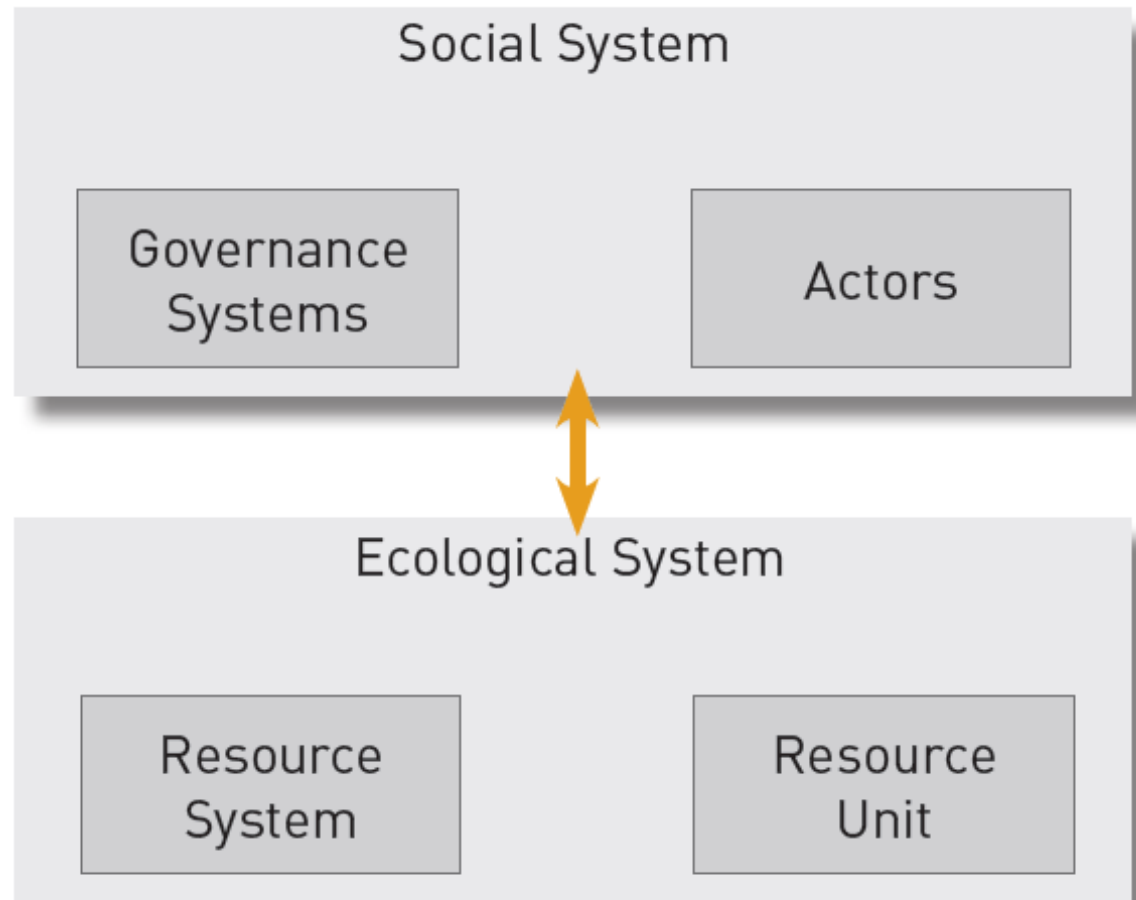 Social System
Governance
Systems
Actors
Ecological System
Resource
System
Resource
Unit